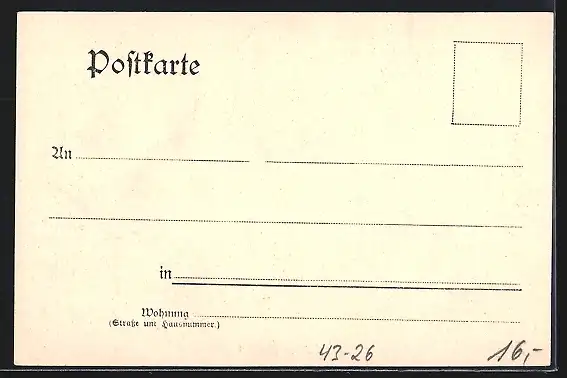 Postkarte
An
in
Wohnung
(Straße und Hausnummer.)
43-26 16,-